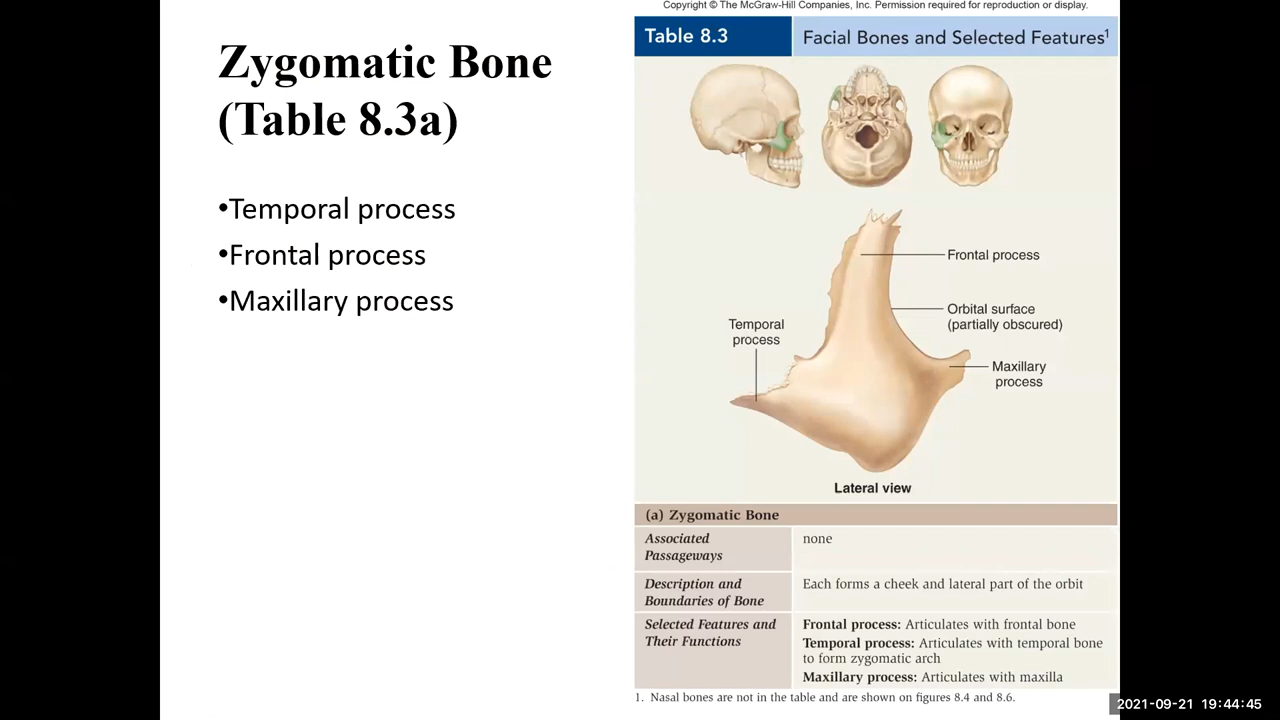 Copyright © The McGraw-Hill Companies, Inc. Permission required for reproduction or display.
Zygomatic Bone
(Table 8.3a)
•Temporal process
•Frontal process
•Maxillary process
Table 8.3
Facial Bones and Selected Features1
Frontal process
Orbital surface
(partially obscured)
Temporal
process
Maxillary
process
Lateral view
(a) Zygomatic Bone
Associated
Passageways
none
Description and
Boundaries of Bone
Each forms a cheek and lateral part of the orbit
Selected Features and
Their Functions
Frontal process: Articulates with frontal bone
Temporal process: Articulates with temporal bone
to form zygomatic arch
Maxillary process: Articulates with maxilla
1. Nasal bones are not in the table and are shown on figures 8.4 and 8.6.
2021-09-21 19:44:45